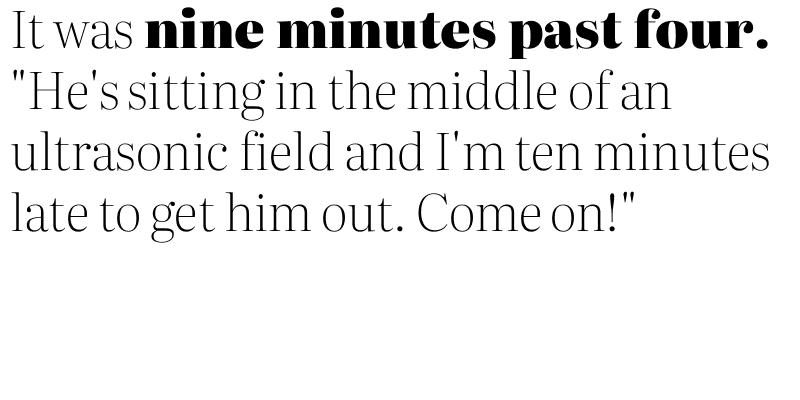 It was nine minutes past four.
"He's sitting in the middle of an
ultrasonic field and I'm ten minutes
late to get him out. Come on!"